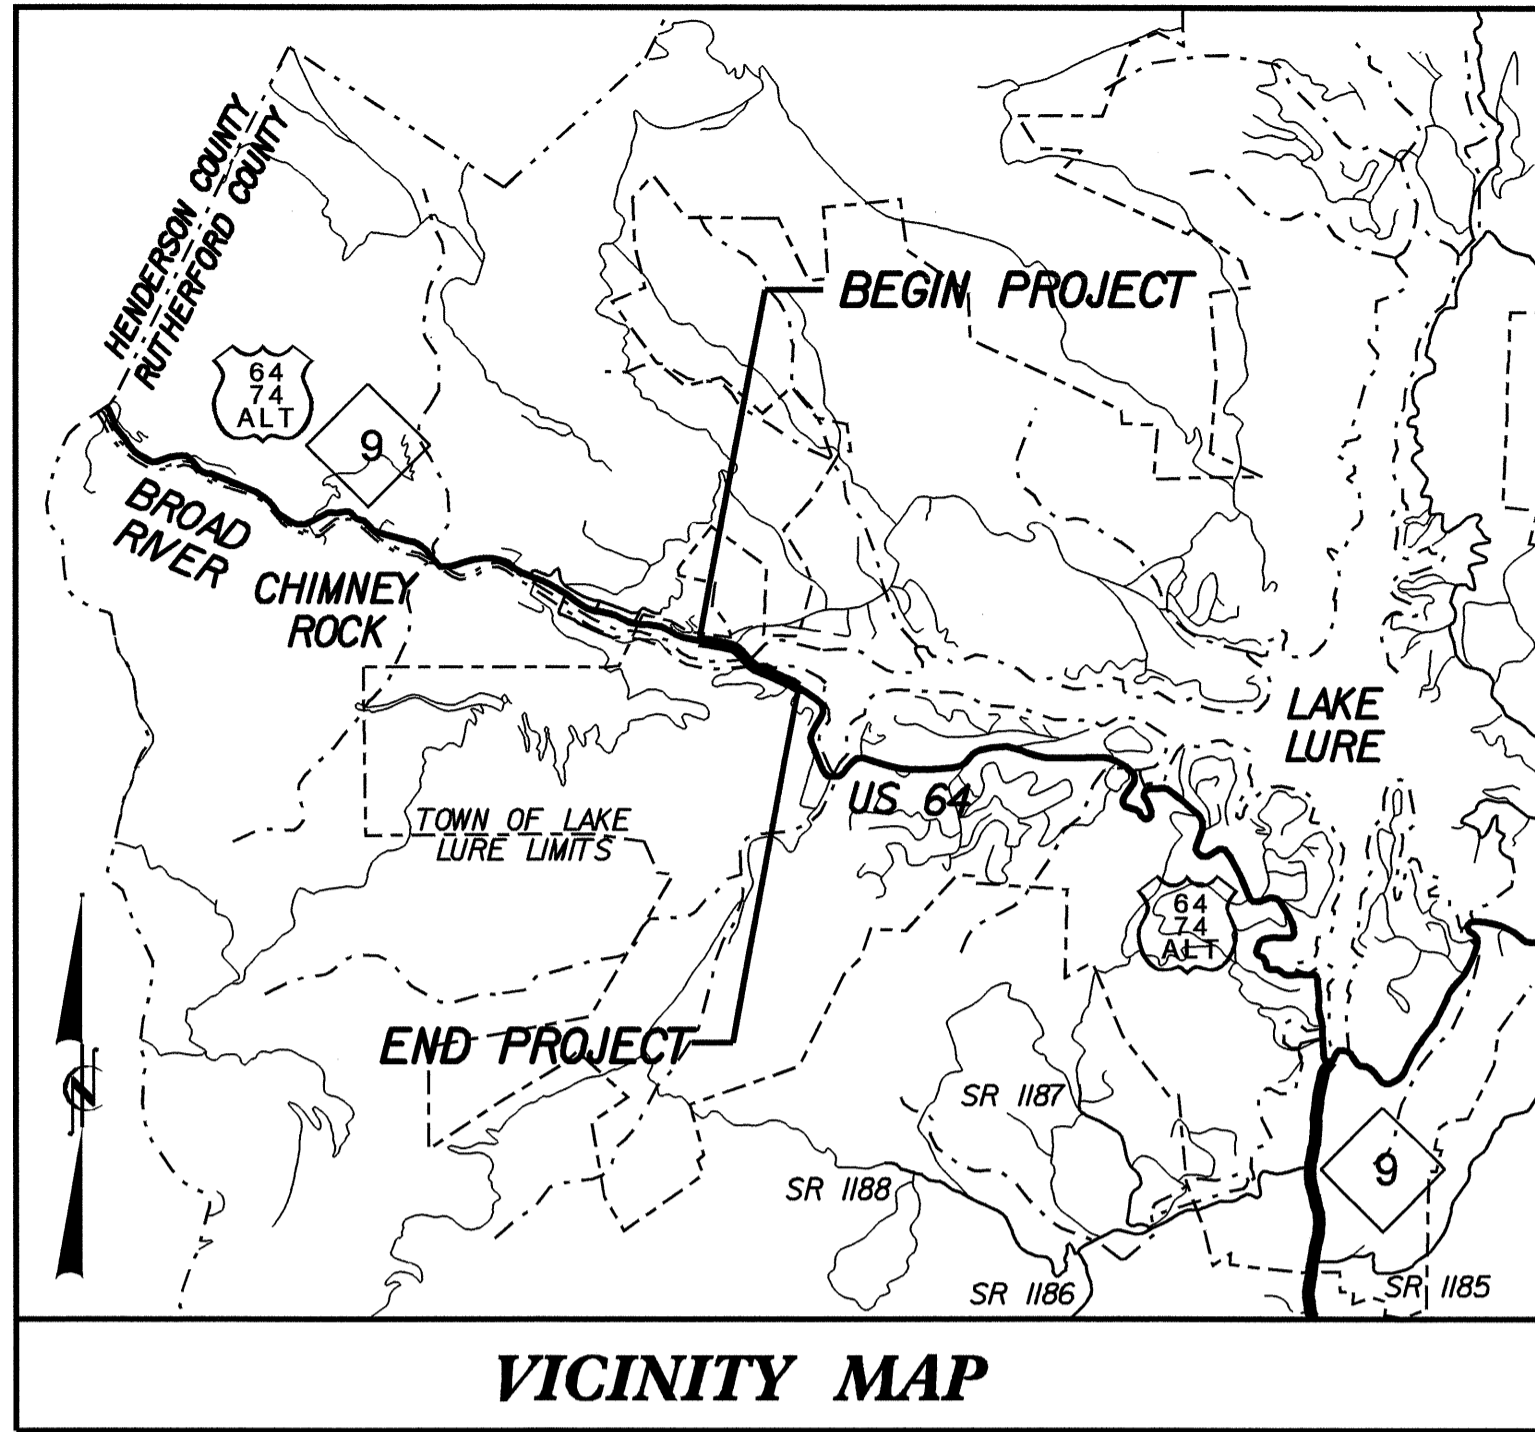 HENDERSON COUNTY
RUTHERFORD COUNTY
BEGIN PROJECT
64
74
ALT
9
BROAD
RIVER
CHIMNEY
ROCK
LAKE
LURE
US 64
TOWN OF LAKE
LURE LIMITS
64
74
ALT
END PROJECT
N
SR 1187
9
SR 1188
SR 1186
SR 1185
VICINITY MAP